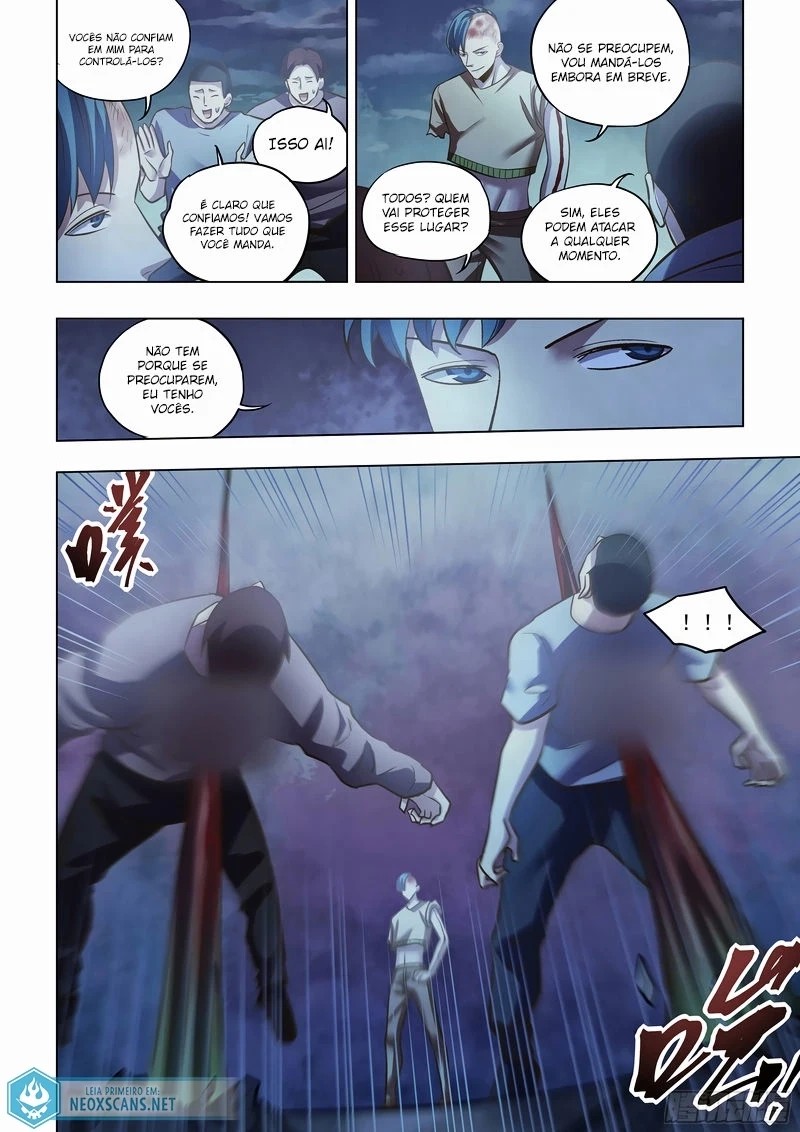 VOCÊS NÃO CONFIAM
EM MIM PARA
CONTROLÁ-LOS?
ISSO AI!
É CLARO QUE
CONFIAMOS! VAMOS
FAZER TUDO QUE
VOCÊ MANDA.
NÃO SE PREOCUPEM,
VOU MANDÁ-LOS
EMBORA EM BREVE.
TODOS? QUEM
VAI PROTEGER
ESSE LUGAR?
SIM, ELES
PODEM ATACAR
A QUALQUER
MOMENTO.
NÃO TEM
PORQUE SE
PREOCUPAREM,
EU TENHO
VOCÊS.
噗
!!!
LEIA PRIMEIRO EM:
NEOXSCANS.NET